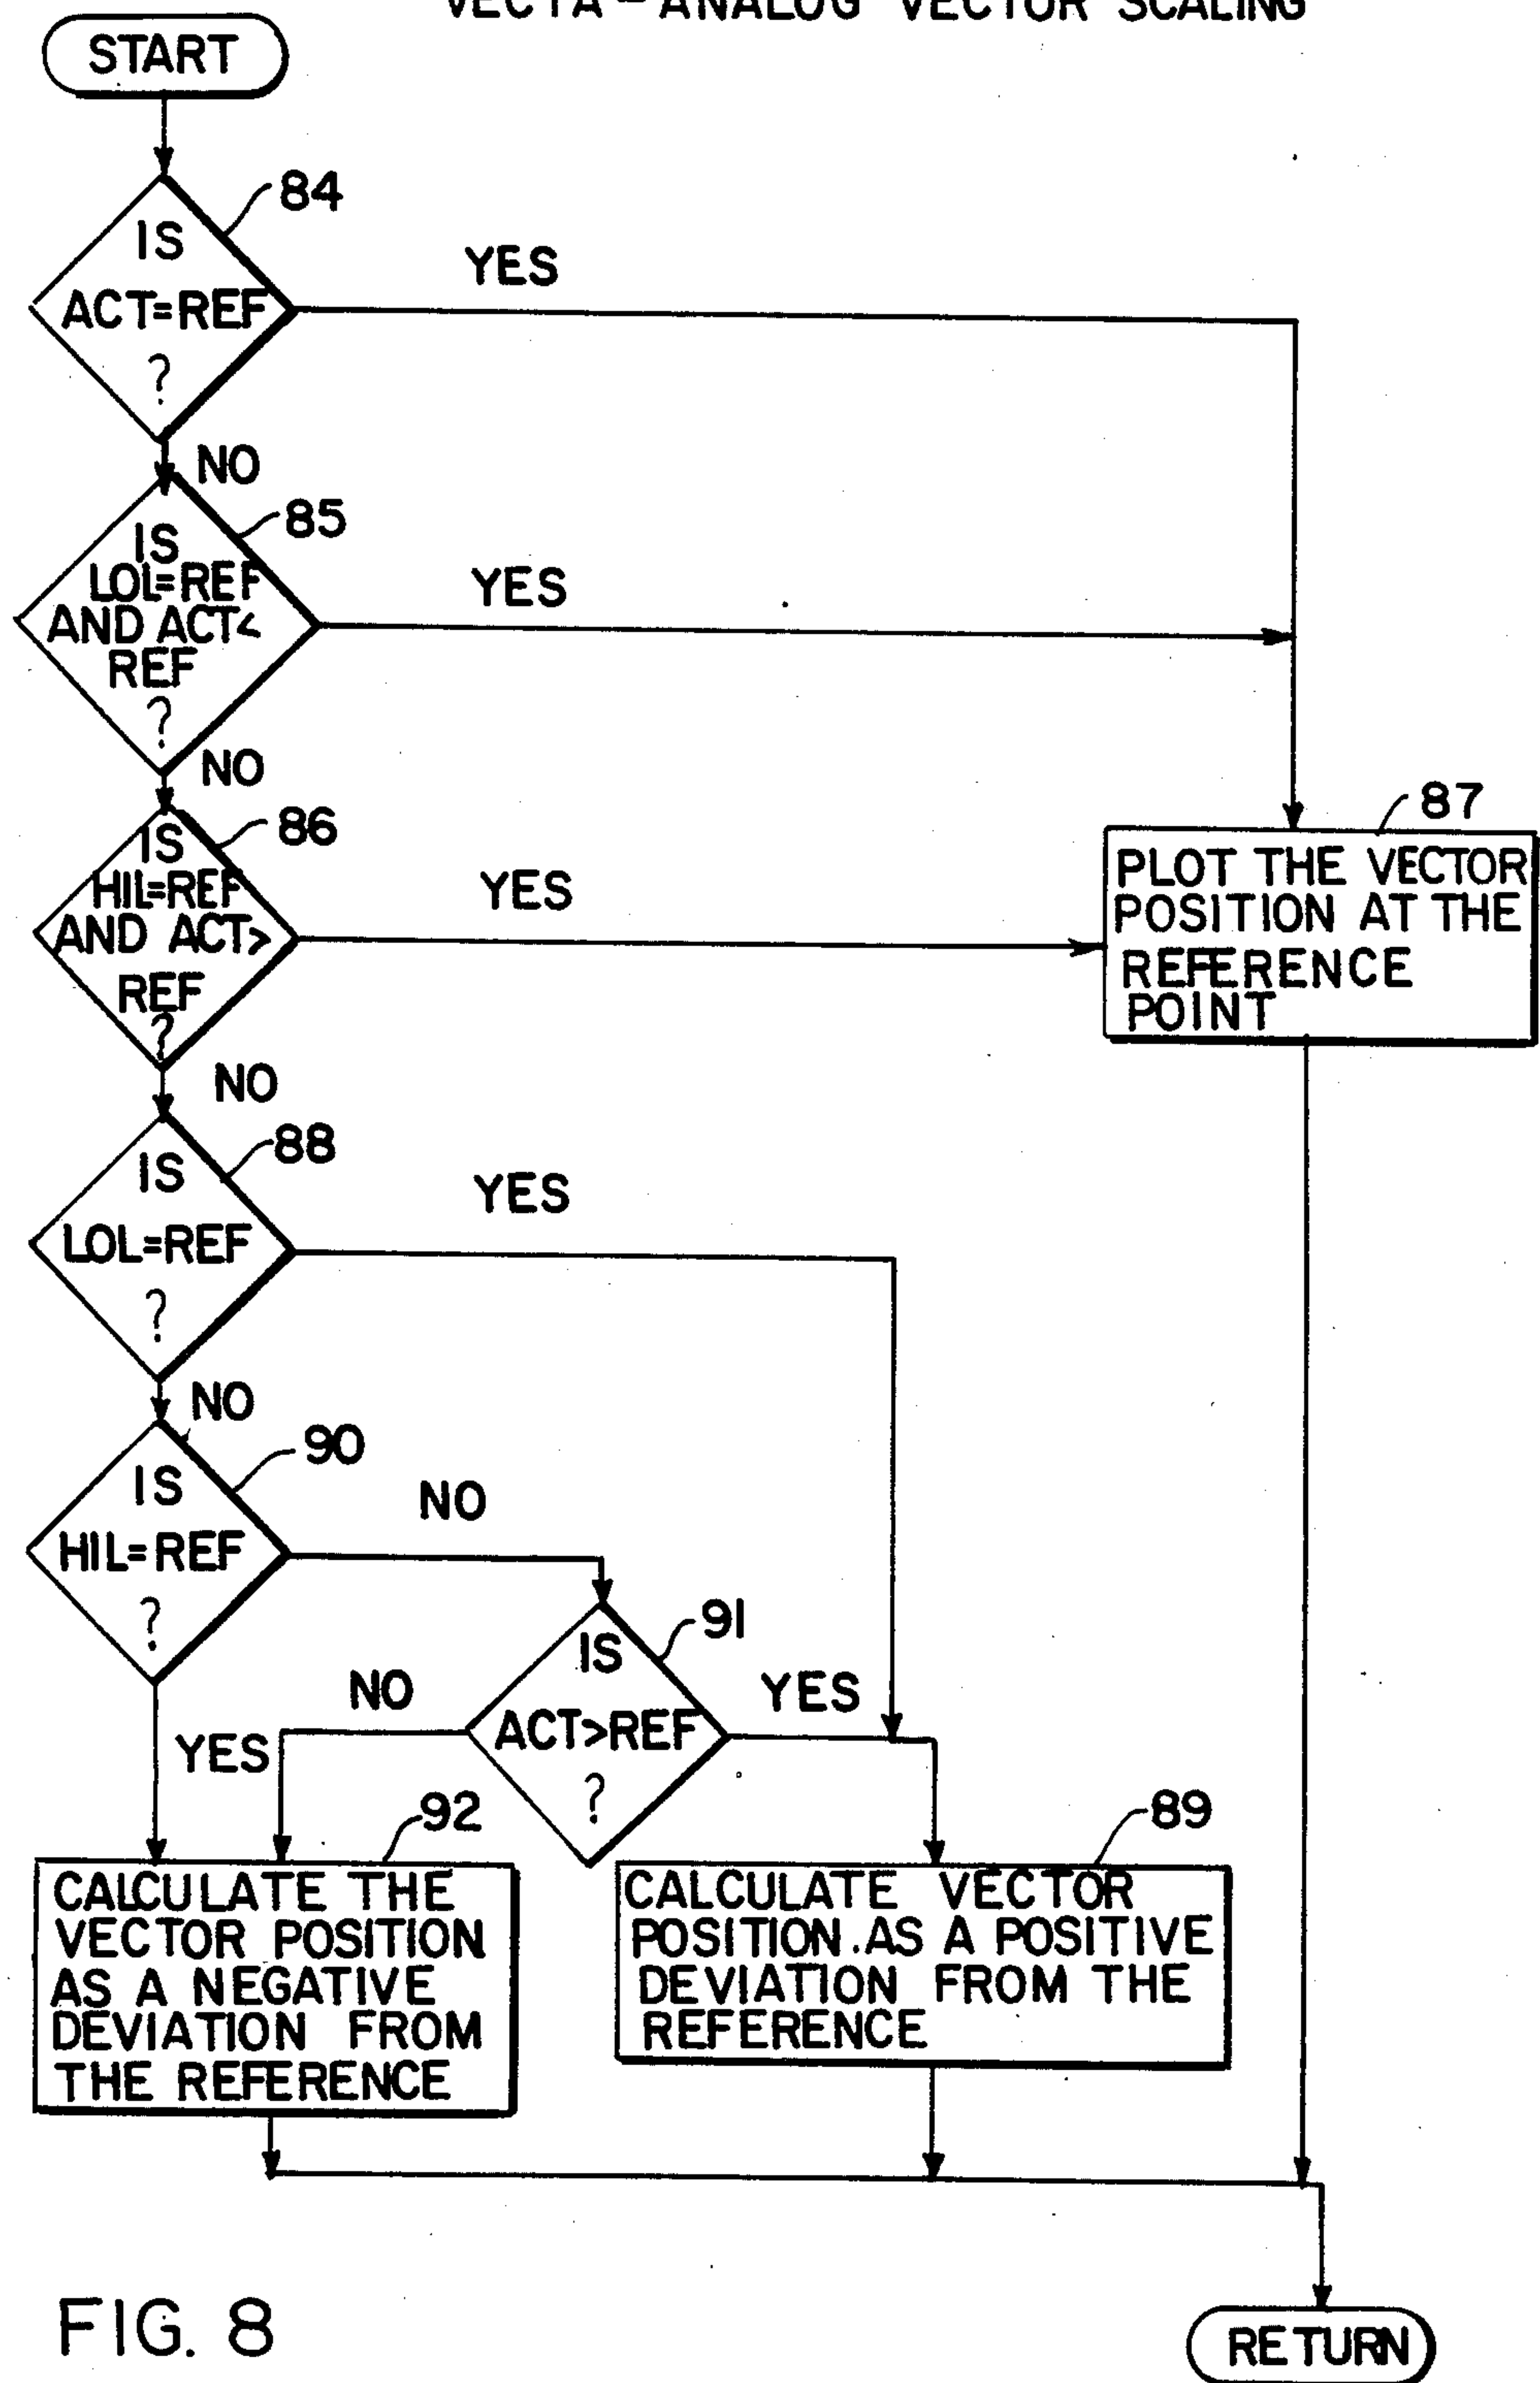 VECTA - ANALOG VECTOR SCALING
START
84
IS
ACT=REF
?
YES
NO
85
IS
LOL=REF
AND ACT<
REF
?
YES
NO
86
IS
HIL=REF
AND ACT>
REF
?
YES
87
PLOT THE VECTOR
POSITION AT THE
REFERENCE
POINT
NO
88
IS
LOL=REF
?
YES
NO
90
IS
HIL=REF
?
NO
91
IS
ACT>REF
?
NO
YES
YES
92
CALCULATE THE
VECTOR POSITION
AS A NEGATIVE
DEVIATION FROM
THE REFERENCE
89
CALCULATE VECTOR
POSITION.AS A POSITIVE
DEVIATION FROM THE
REFERENCE
FIG. 8
RETURN